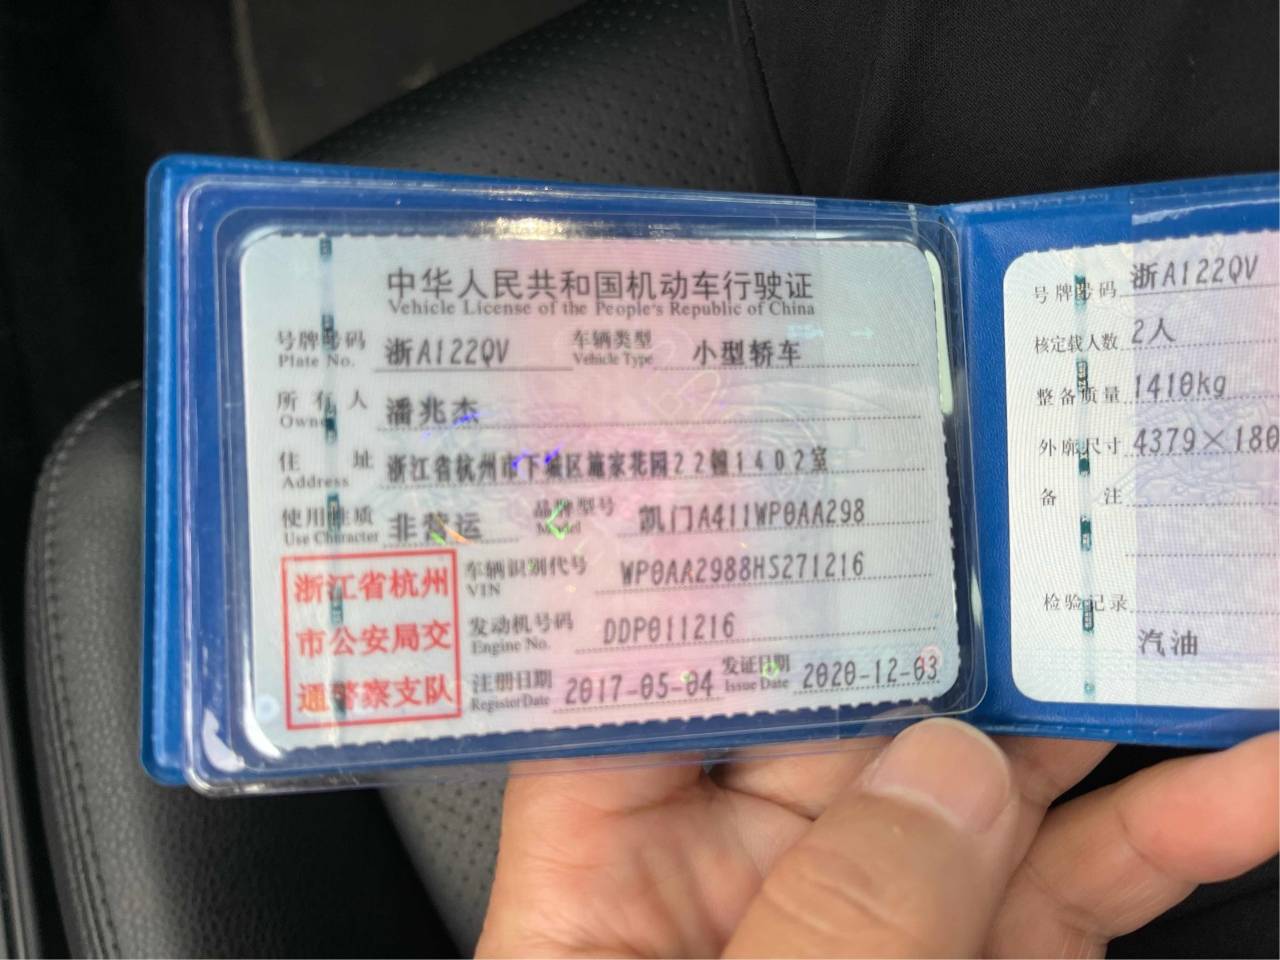 中华人民共和国机动车行驶证
Vehicle License of the People's Republic of China
号牌号码 浙A122QV 车辆类型 小型轿车
Plate No. Vehicle Type
所有人 潘兆杰
Owner
住址 浙江省杭州市下城区施家花园22幢1402室
Address
使用性质 非营运 品牌型号 凯门A411WP0AA298
Use Character Model
浙江省杭州
市公安局交
通警察支队
车辆识别代号 WP0AA2988HS271216
VIN
发动机号码 DDP011216
Engine No.
注册日期 2017-05-04 发证日期 2020-12-03
Register Date Issue Date
号牌号码 浙A122QV
核定载人数 2人
整备质量 1410kg
外廓尺寸 4379×180
备注
检验记录
汽油